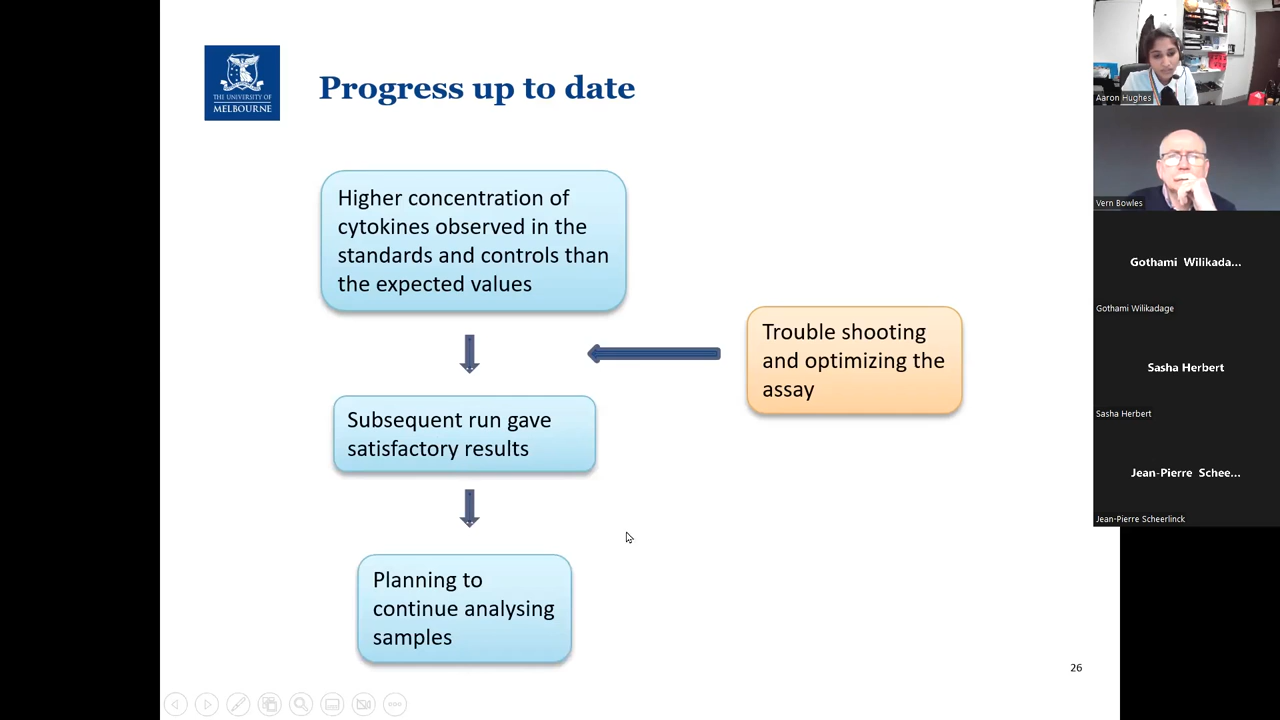 THE UNIVERSITY OF
MELBOURNE
Progress up to date
Higher concentration of
cytokines observed in the
standards and controls than
the expected values
Trouble shooting
and optimizing the
assay
Subsequent run gave
satisfactory results
Planning to
continue analysing
samples
26
Aaron Hughes
Vern Bowles
Gothami Wilikada...
Gothami Wilikadage
Sasha Herbert
Sasha Herbert
Jean-Pierre Schee...
Jean-Pierre Scheerlinck